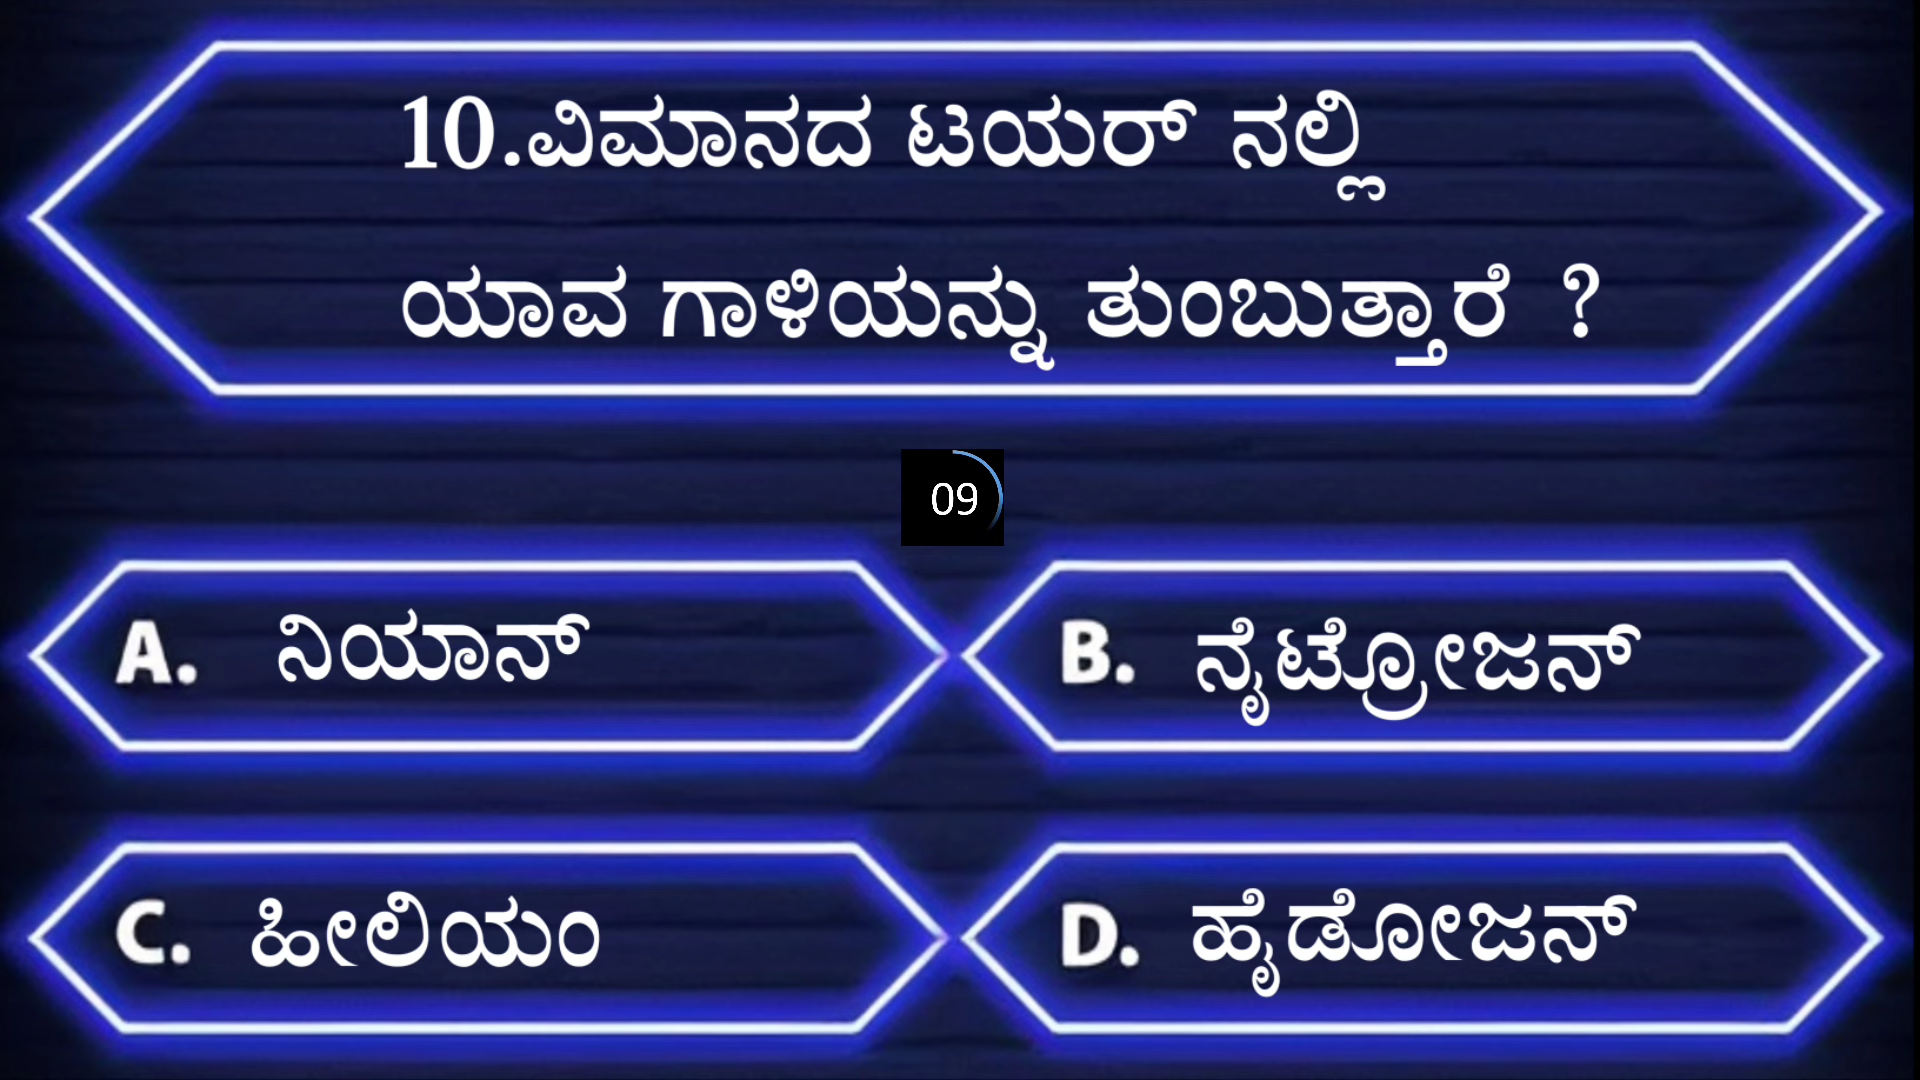 10.ವಿಮಾನದ ಟಯರ್ ನಲ್ಲಿ
ಯಾವ ಗಾಳಿಯನ್ನು ತುಂಬುತ್ತಾರೆ ?
09
A. ನಿಯಾನ್
B. ನೈಟ್ರೋಜನ್
C. ಹೀಲಿಯಂ
D. ಹೈಡೋಜನ್